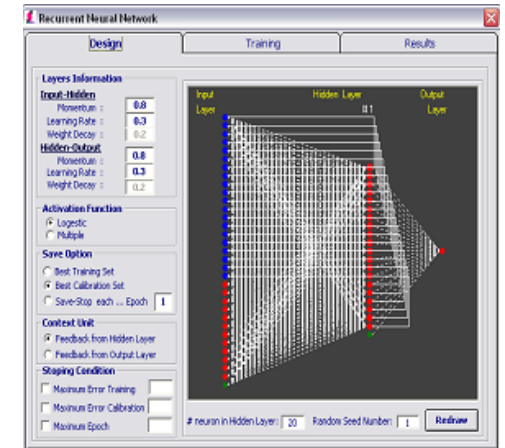 Recurrent Neural Network
Design
Training
Results
Layers Information
Input-Hidden
Momentum : 0.8
Learning Rate : 0.3
Weight Decay : 0.2
Hidden-Output
Momentum : 0.8
Learning Rate : 0.3
Weight Decay : 0.2
Activation Function
Logestic
Multiple
Save Option
Best Training Set
Best Calibration Set
Save-Stop each ... Epoch 1
Context Unit
Feedback from Hidden Layer
Feedback from Output Layer
Stoping Condition
Maximum Error Training
Maximum Error Calibration
Maximum Epoch
Input Layer
Hidden Layer
#1
Output Layer
# neuron in Hidden Layer: 20 Random Seed Number: 1 Redraw